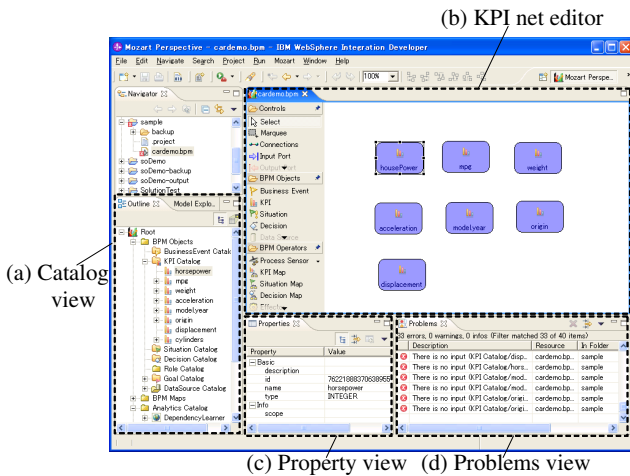 (b) KPI net editor
Mozart Perspective - cardemo.bpm - IBM WebSphere Integration Developer
File Edit Navigate Search Project Run Mozart Window Help
100%
Mozart Perspe...
Navigator
sample
backup
.project
cardemo.bpm
soDemo
soDemo-backup
soDemo-output
SolutionTest
cardemo.bpm
Controls
Select
Marquee
Connections
Input Port
Output Port
BPM Objects
Business Event
KPI
Situation
Decision
Data Source
BPM Operators
Process Sensor
KPI Map
Situation Map
Decision Map
Effects
housePower
mpg
weight
acceleration
modelyear
origin
displacement
(a) Catalog
view
Outline
Model Explo..
Root
BPM Objects
BusinessEvent Catalo
KPI Catalog
horsepower
mpg
weight
acceleration
modelyear
origin
displacement
cylinders
Situation Catalog
Decision Catalog
Role Catalog
Goal Catalog
DataSource Catalog
BPM Maps
Analytics Catalog
DependencyLearner
Properties
Property Value
Basic
description
id 76221888370638955
name horsepower
type INTEGER
Info
scope
Problems
33 errors, 0 warnings, 0 infos (Filter matched 33 of 40 items)
Description Resource In Folder
There is no input (KPI Catalog/disp... cardemo.bp... sample
There is no input (KPI Catalog/hors... cardemo.bp... sample
There is no input (KPI Catalog/mod... cardemo.bp... sample
There is no input (KPI Catalog/origi... cardemo.bp... sample
There is no input (KPI Catalog/mod... cardemo.bp... sample
There is no input (KPI Catalog/origi... cardemo.bp... sample
(c) Property view
(d) Problems view